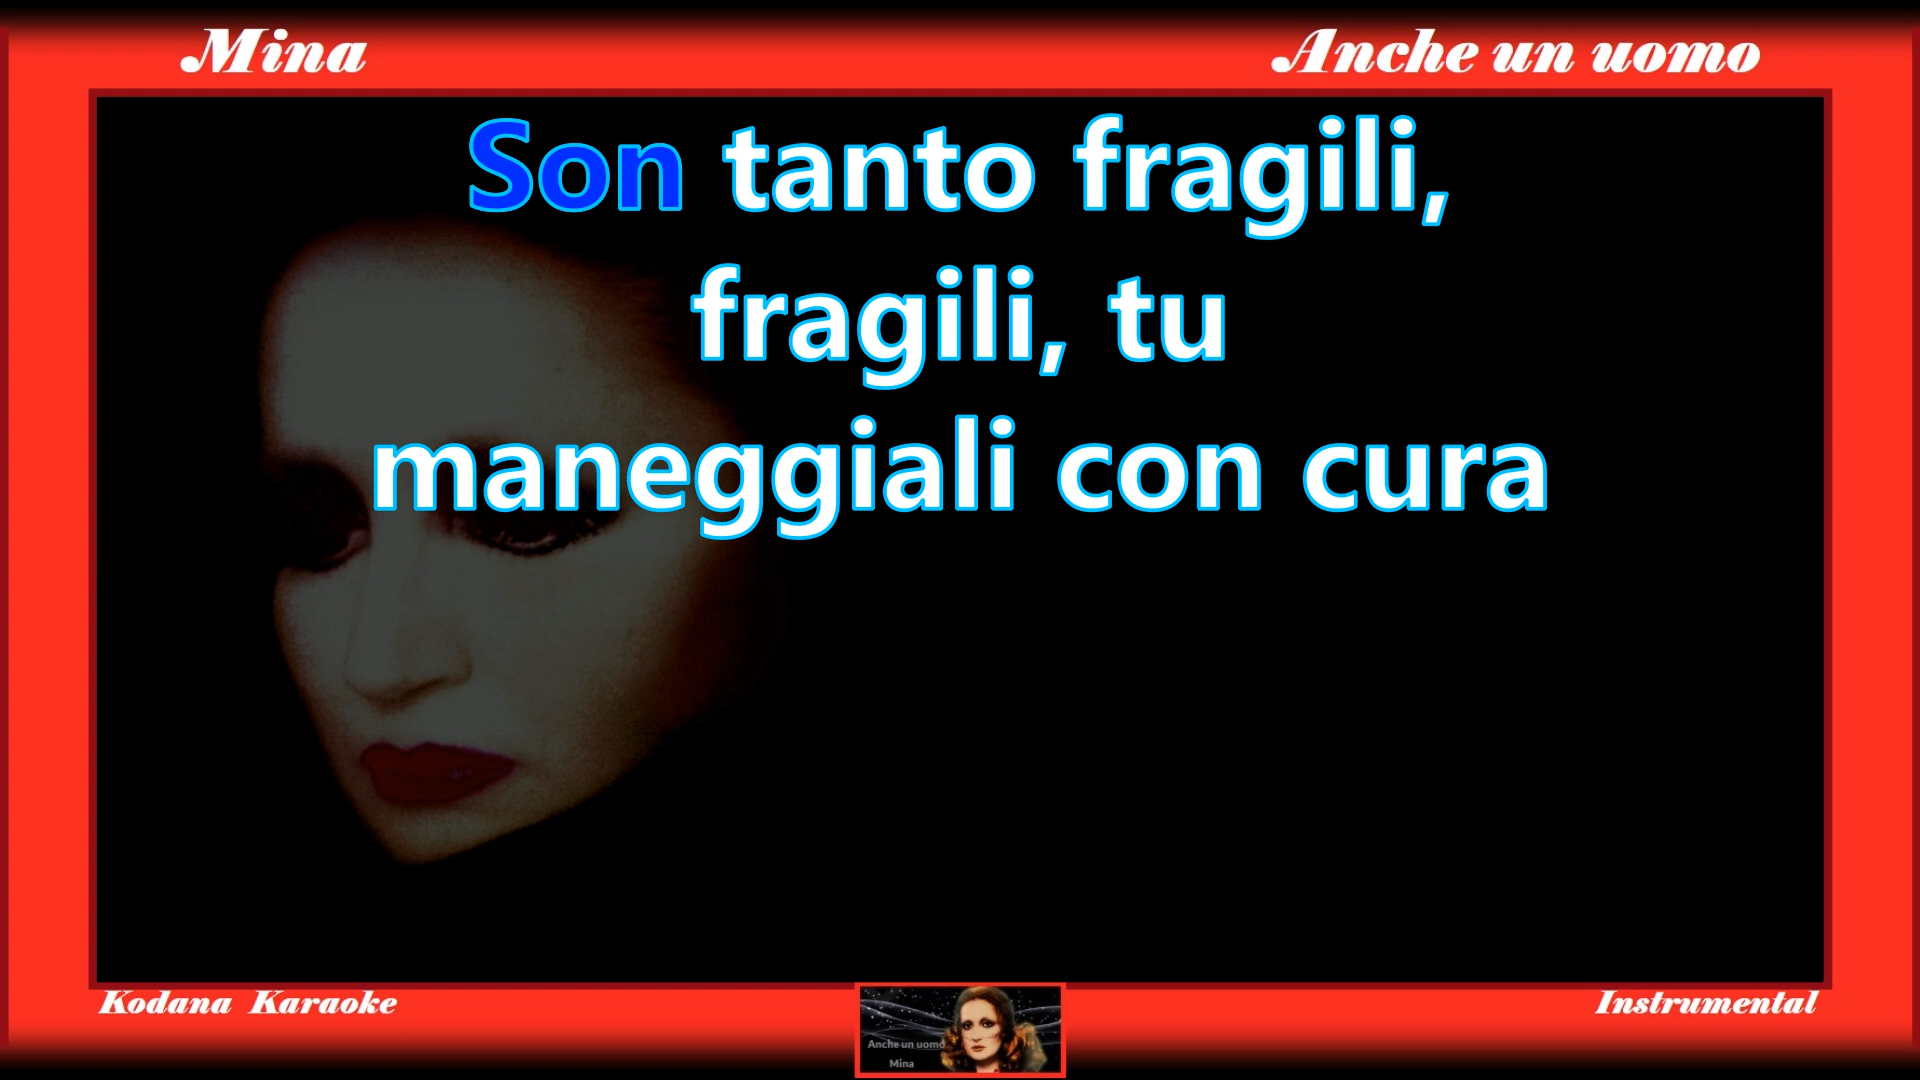 Mina
Anche un uomo
Son tanto fragili,
fragili, tu
maneggiali con cura
Kodana Karaoke
Anche un uomo
Mina
Instrumental